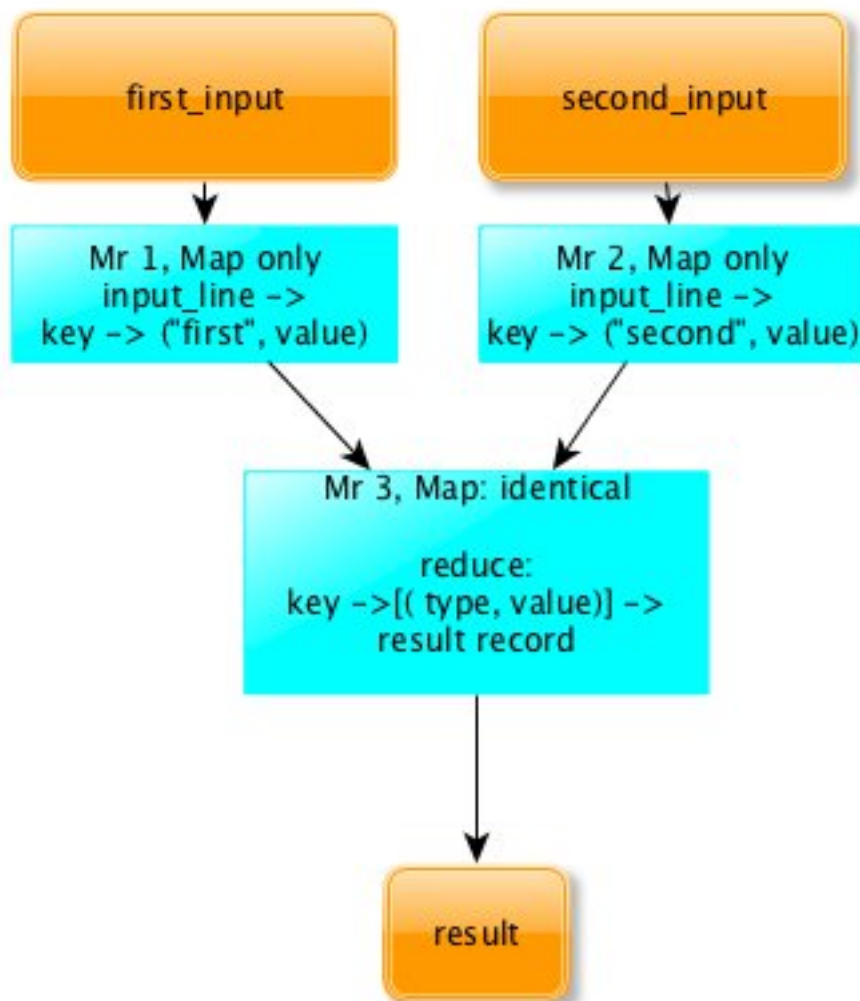 first_input
second_input
Mr 1, Map only
input_line ->
key -> ("first", value)
Mr 2, Map only
input_line ->
key -> ("second", value)
Mr 3, Map: identical
reduce:
key ->[( type, value)] ->
result record
result